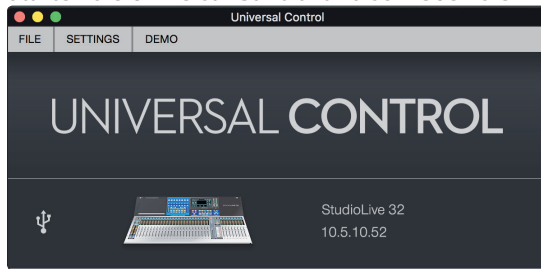 Universal Control
FILE SETTINGS DEMO
UNIVERSAL CONTROL
StudioLive 32
10.5.10.52